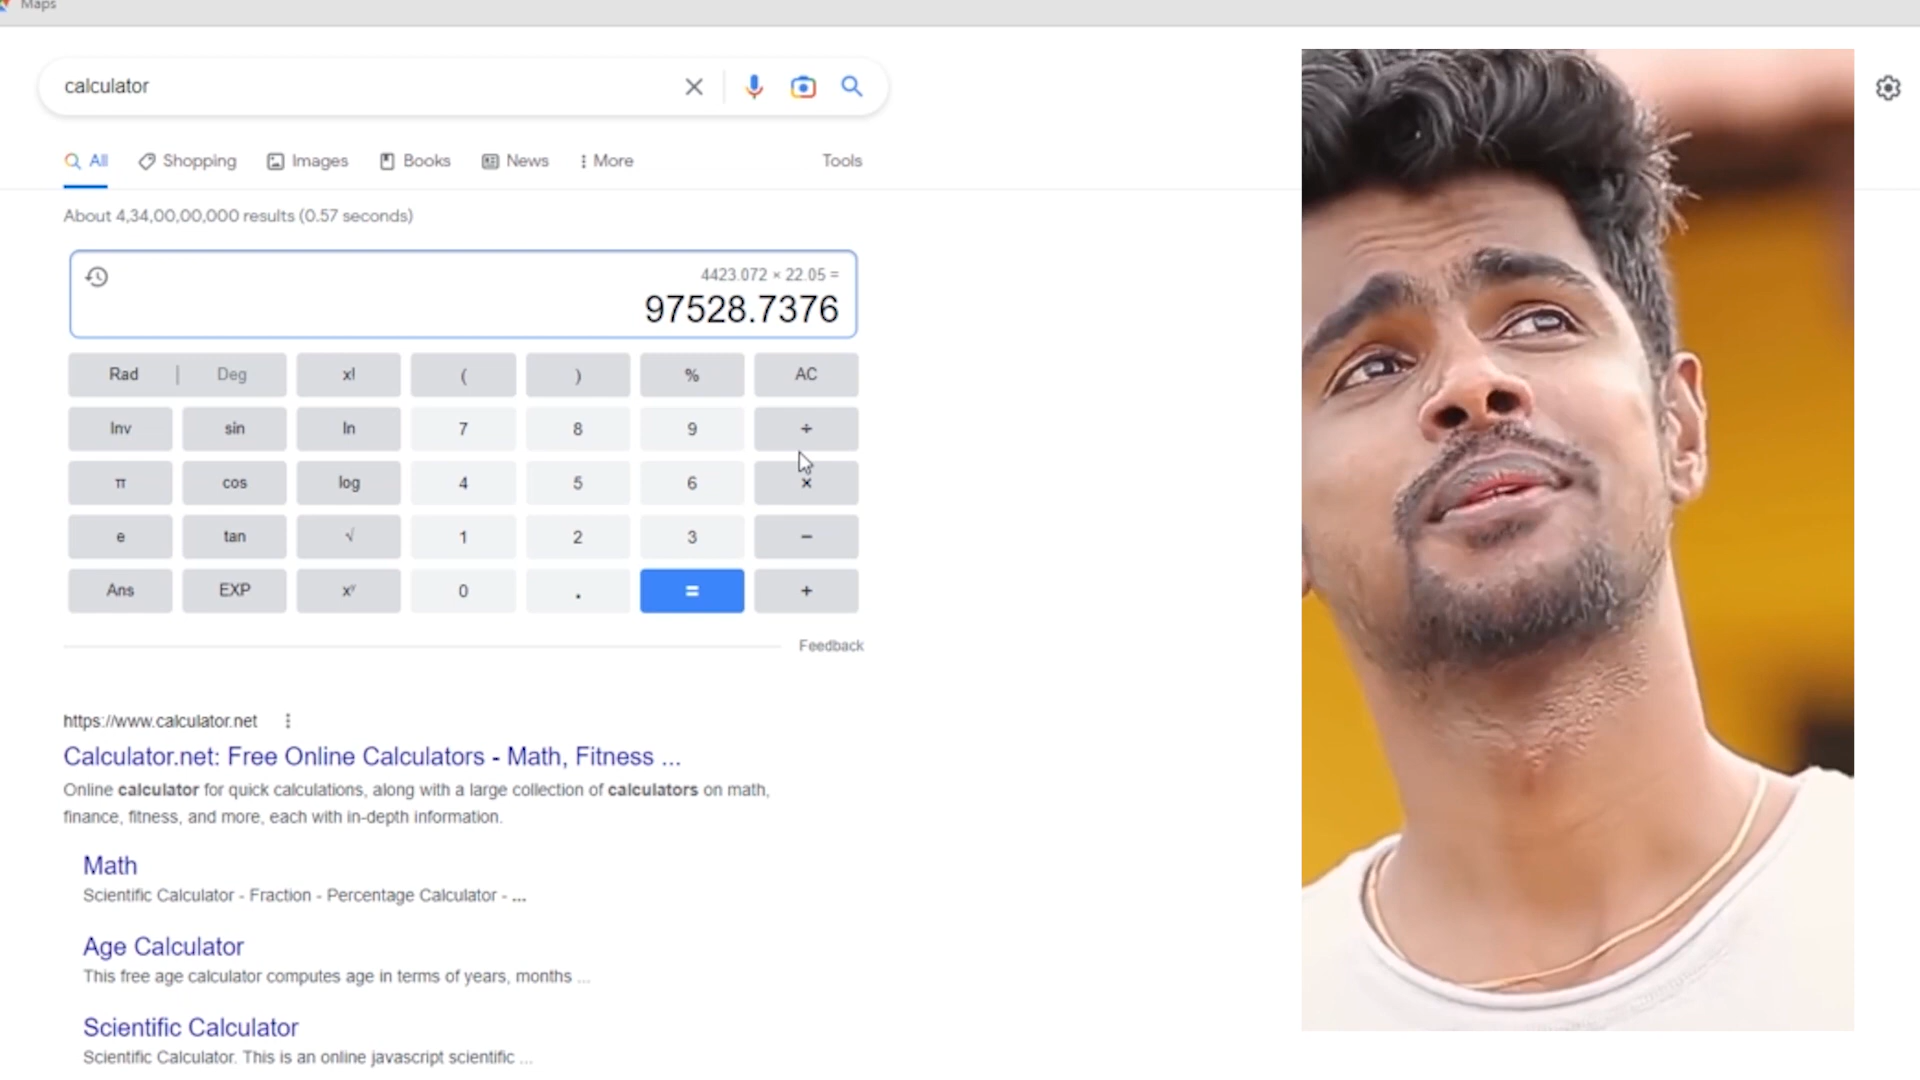 Maps
calculator
All Shopping Images Books News More Tools
About 4,34,00,00,000 results (0.57 seconds)
4423.072 × 22.05 =
97528.7376
Rad | Deg x! ( ) % AC
Inv sin ln 7 8 9 ÷
π cos log 4 5 6 ×
e tan √ 1 2 3 −
Ans EXP xʸ 0 . = +
Feedback
https://www.calculator.net
Calculator.net: Free Online Calculators - Math, Fitness ...
Online calculator for quick calculations, along with a large collection of calculators on math,
finance, fitness, and more, each with in-depth information.
Math
Scientific Calculator - Fraction - Percentage Calculator - ...
Age Calculator
This free age calculator computes age in terms of years, months ...
Scientific Calculator
Scientific Calculator. This is an online javascript scientific ...